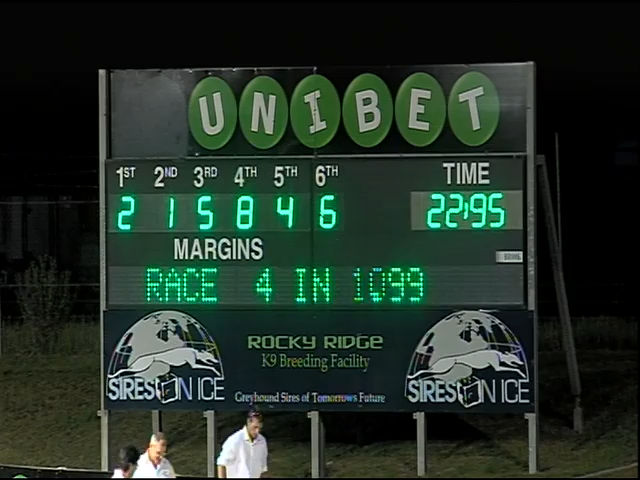 UNIBET
1ST 2ND 3RD 4TH 5TH 6TH TIME
2 1 5 8 4 6 22.95
MARGINS
RACE 4 IN 1099
ROCKY RIDGE
K9 Breeding Facility
SIRES ON ICE
Greyhound Sires of Tomorrows Future
SIRES ON ICE